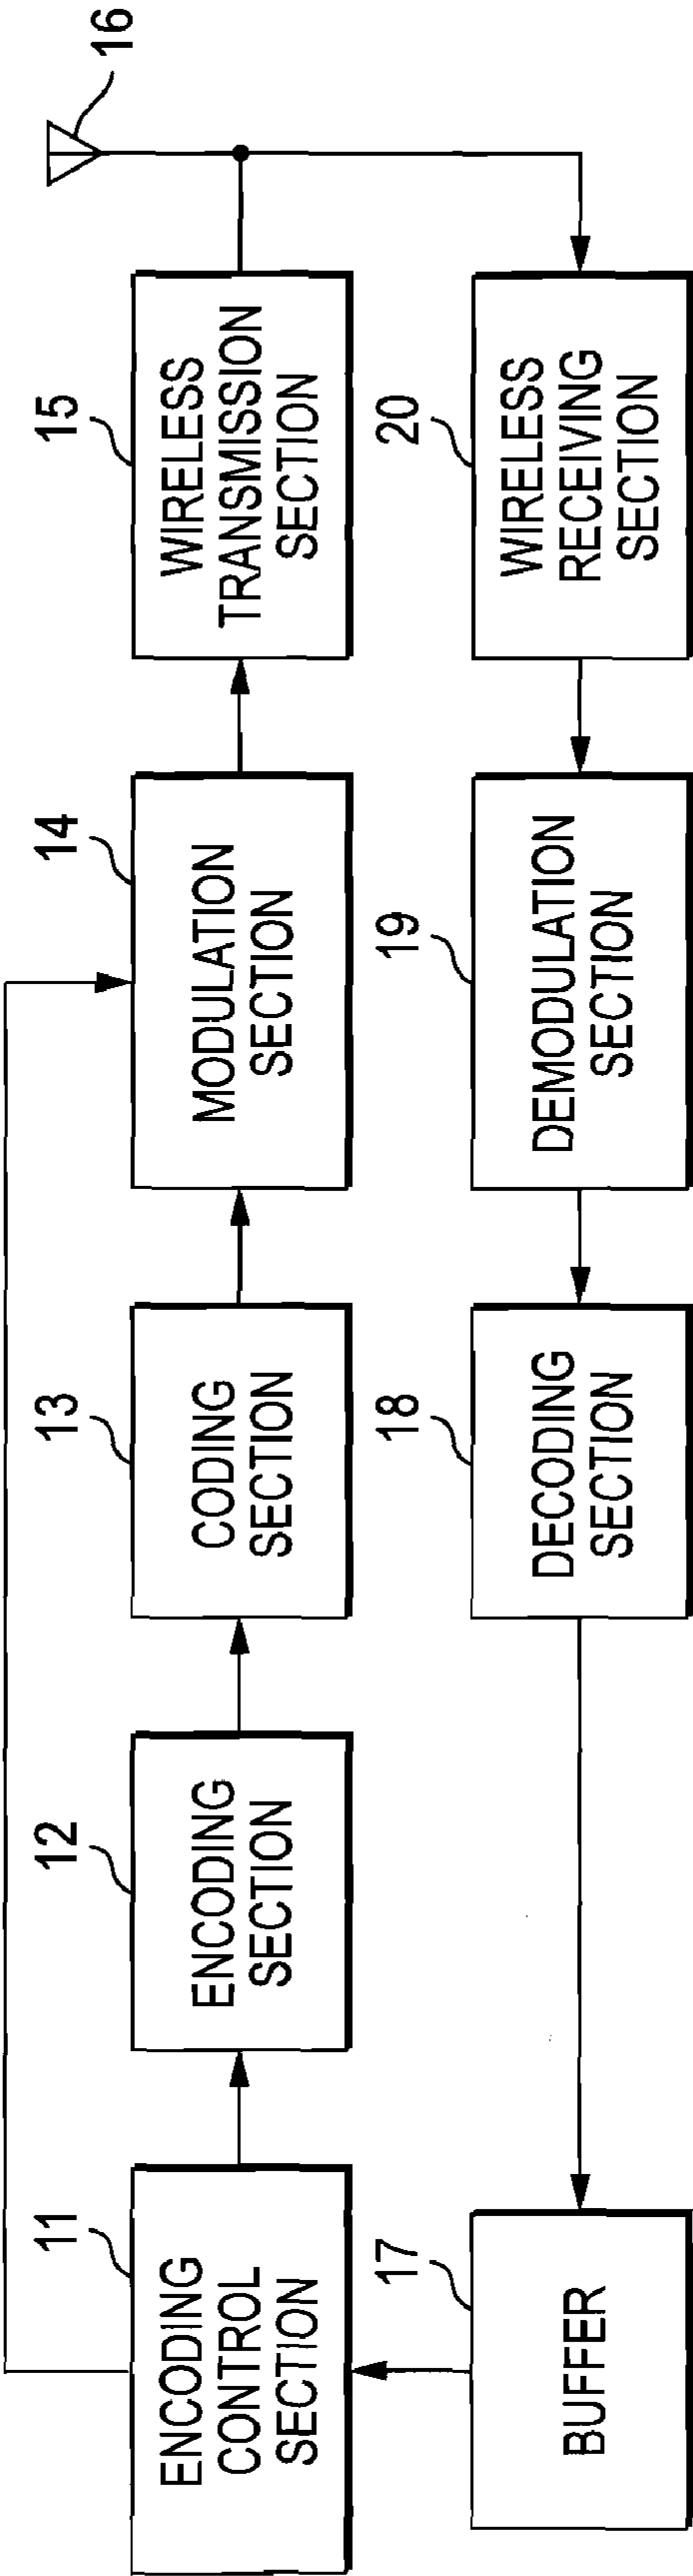 11
ENCODING
CONTROL
SECTION
12
ENCODING
SECTION
13
CODING
SECTION
14
MODULATION
SECTION
15
WIRELESS
TRANSMISSION
SECTION
16
17
BUFFER
18
DECODING
SECTION
19
DEMODULATION
SECTION
20
WIRELESS
RECEIVING
SECTION